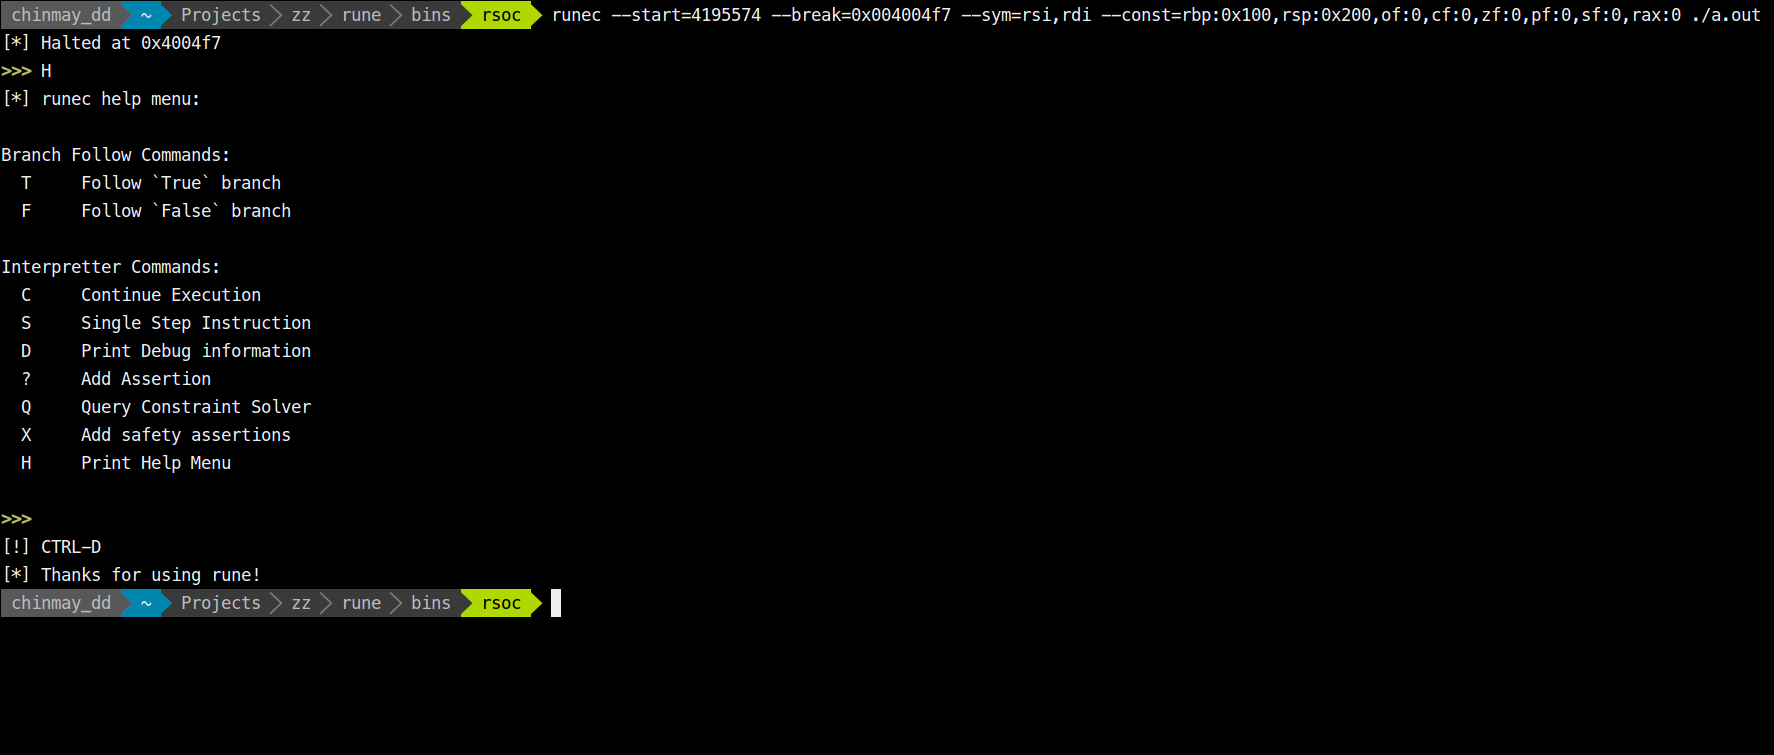 chinmay_dd ~ Projects zz rune bins rsoc runec --start=4195574 --break=0x004004f7 --sym=rsi,rdi --const=rbp:0x100,rsp:0x200,of:0,cf:0,zf:0,pf:0,sf:0,rax:0 ./a.out
[*] Halted at 0x4004f7
>>> H
[*] runec help menu:
Branch Follow Commands:
T Follow `True` branch
F Follow `False` branch
Interpretter Commands:
C Continue Execution
S Single Step Instruction
D Print Debug information
? Add Assertion
Q Query Constraint Solver
X Add safety assertions
H Print Help Menu
>>>
[!] CTRL-D
[*] Thanks for using rune!
chinmay_dd ~ Projects zz rune bins rsoc